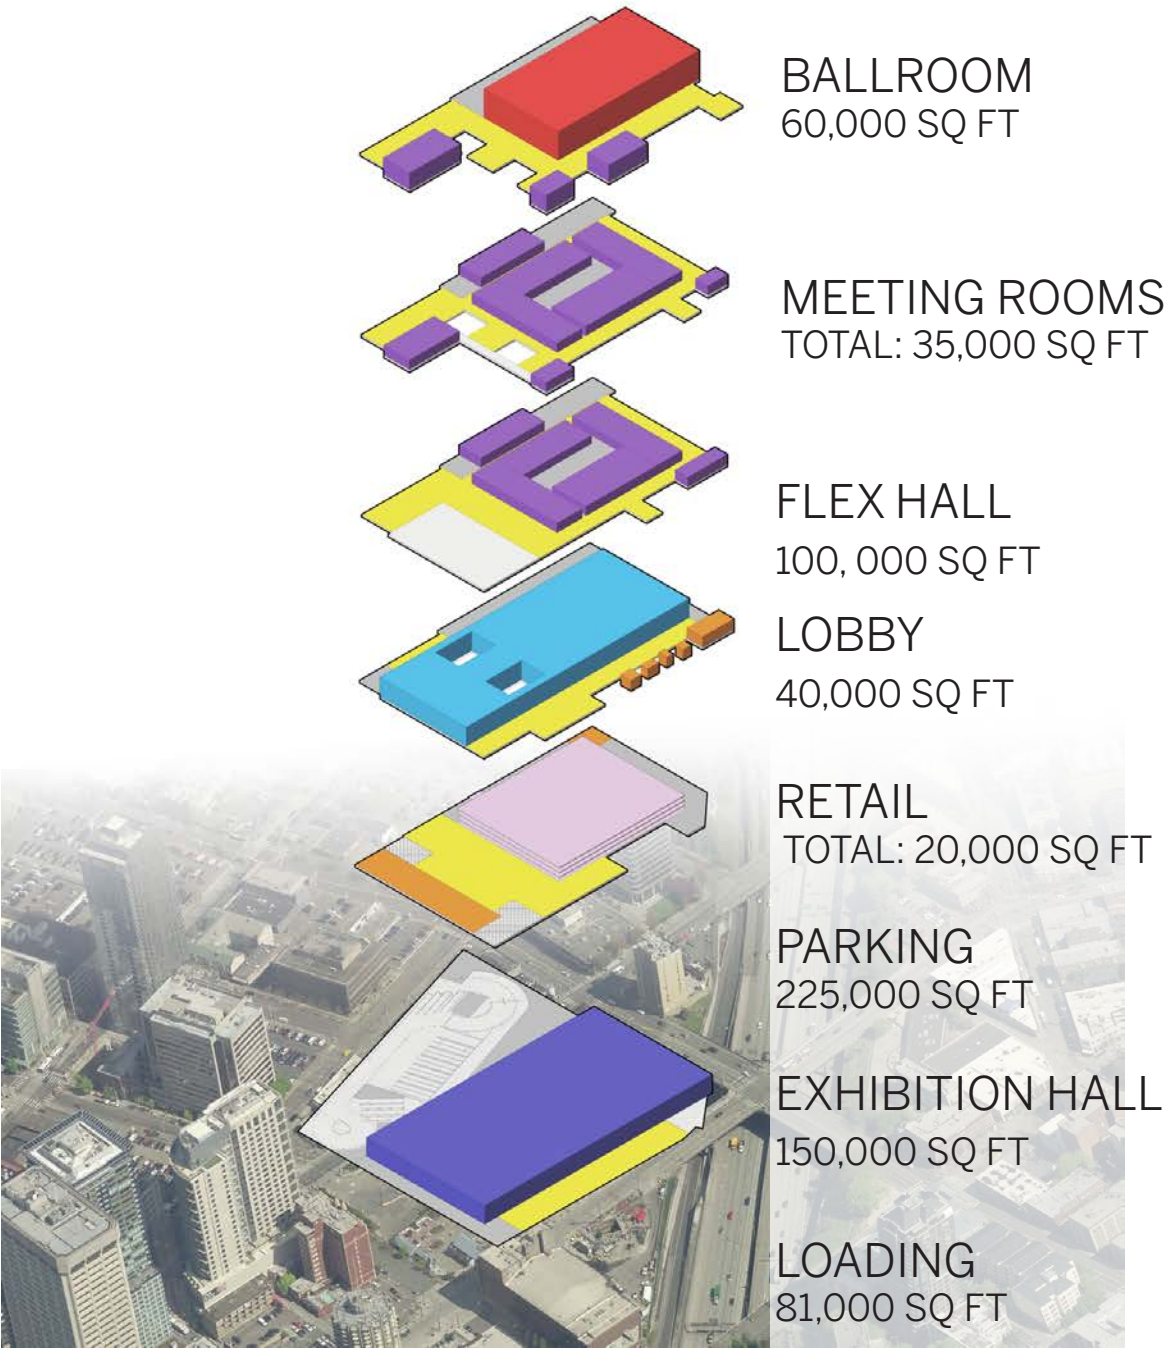 BALLROOM
60,000 SQ FT
MEETING ROOMS
TOTAL: 35,000 SQ FT
FLEX HALL
100, 000 SQ FT
LOBBY
40,000 SQ FT
RETAIL
TOTAL: 20,000 SQ FT
PARKING
225,000 SQ FT
EXHIBITION HALL
150,000 SQ FT
LOADING
81,000 SQ FT